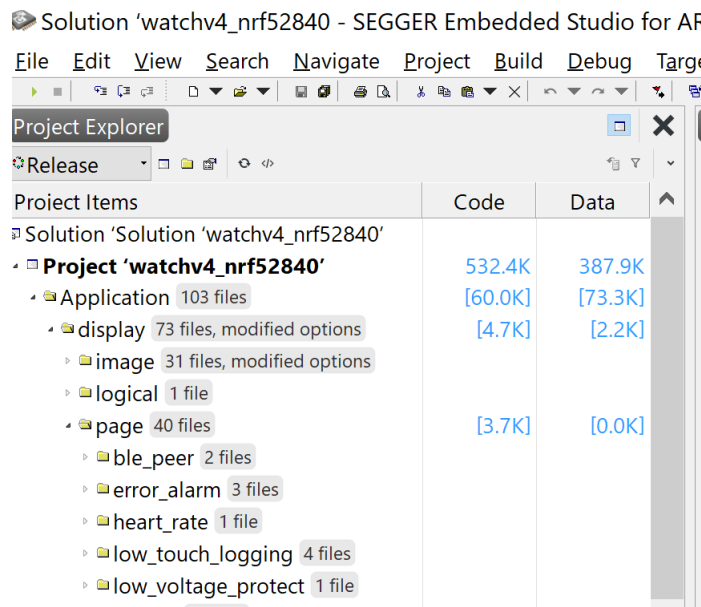 Solution ‘watchv4_nrf52840’ - SEGGER Embedded Studio for AR
File Edit View Search Navigate Project Build Debug Targe
Project Explorer
Release
Project Items Code Data
Solution ‘Solution ‘watchv4_nrf52840’
Project ‘watchv4_nrf52840’ 532.4K 387.9K
Application 103 files [60.0K] [73.3K]
display 73 files, modified options [4.7K] [2.2K]
image 31 files, modified options
logical 1 file
page 40 files [3.7K] [0.0K]
ble_peer 2 files
error_alarm 3 files
heart_rate 1 file
low_touch_logging 4 files
low_voltage_protect 1 file